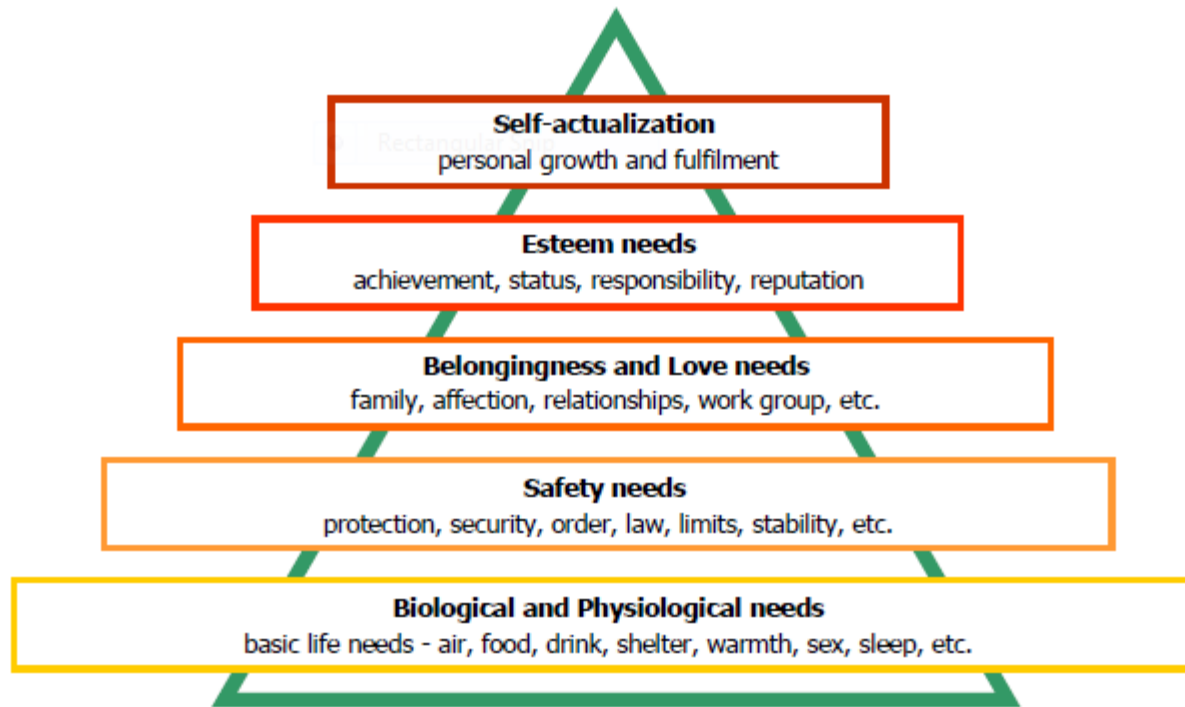 Self-actualization
Rectangular Snip
personal growth and fulfilment
Esteem needs
achievement, status, responsibility, reputation
Belongingness and Love needs
family, affection, relationships, work group, etc.
Safety needs
protection, security, order, law, limits, stability, etc.
Biological and Physiological needs
basic life needs - air, food, drink, shelter, warmth, sex, sleep, etc.